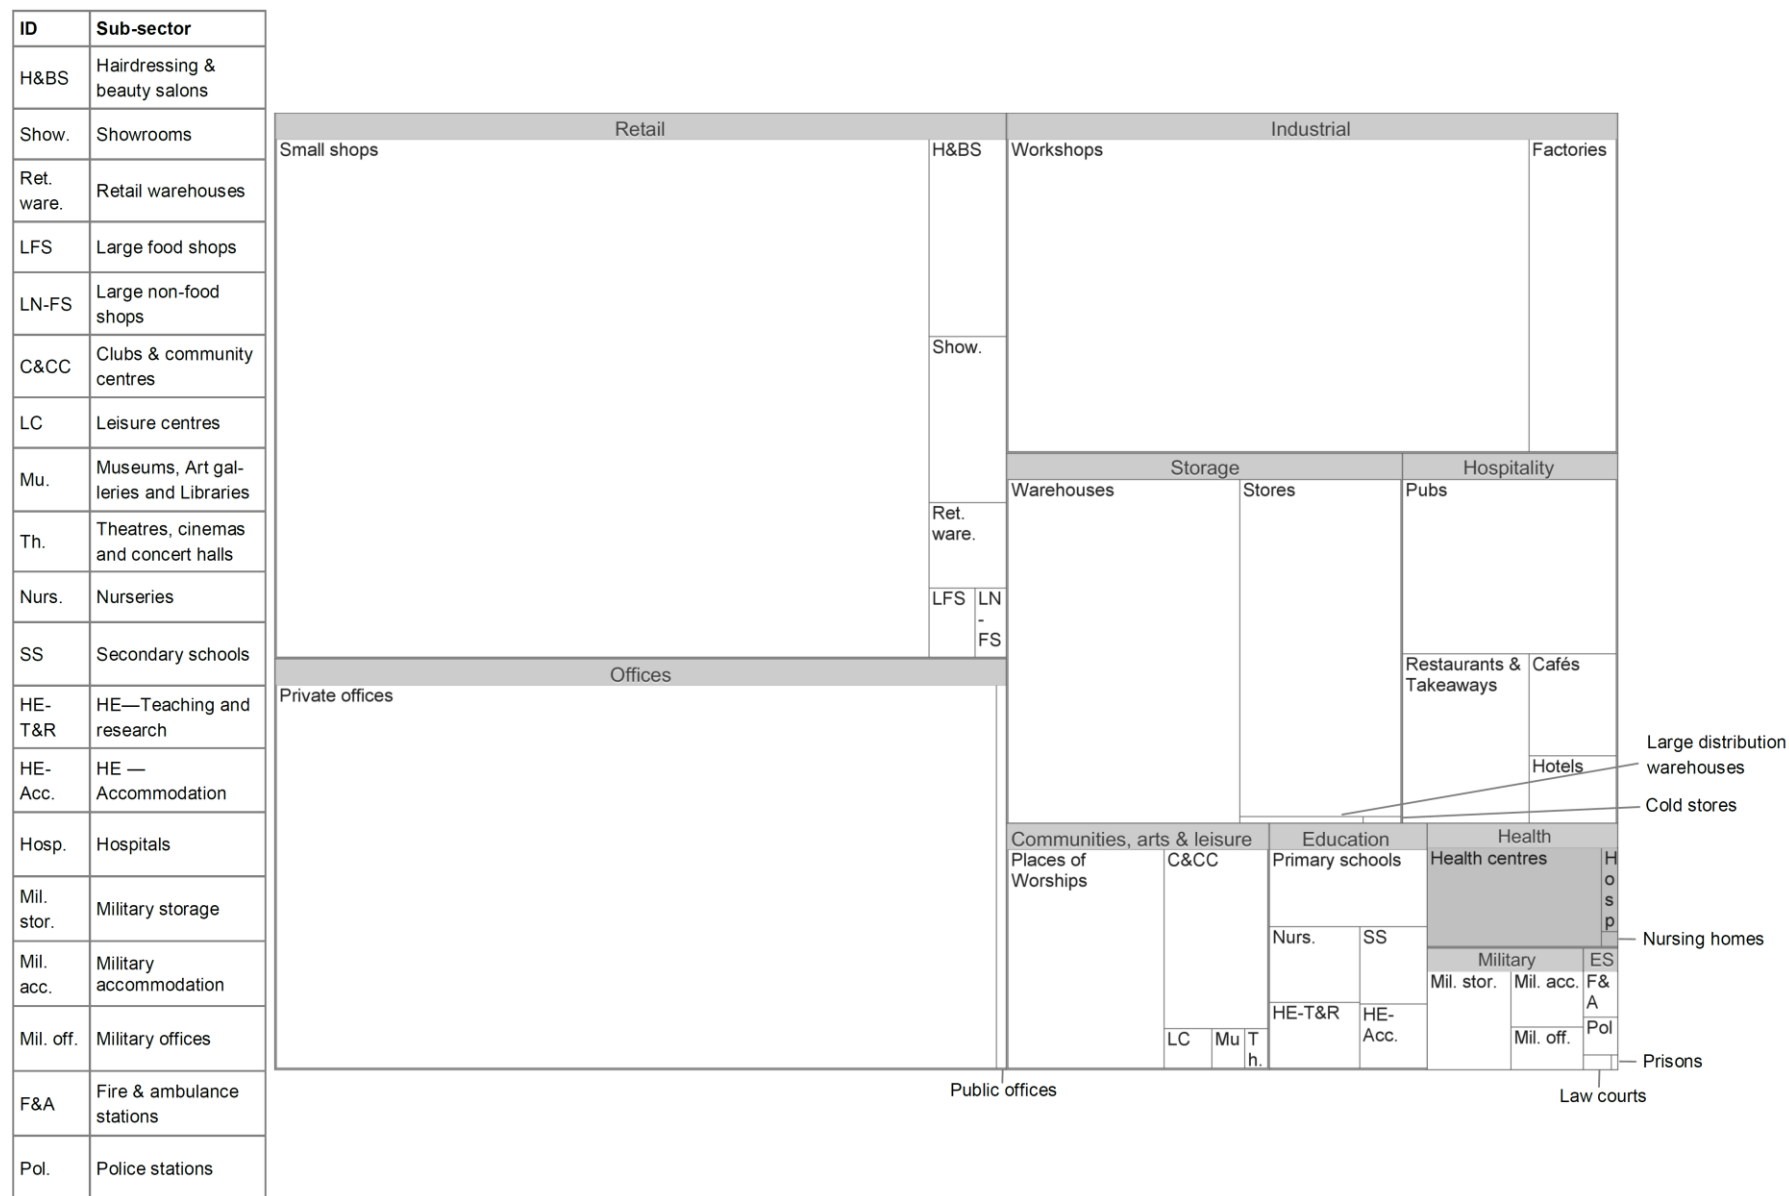 ID Sub-sector
H&BS Hairdressing &
beauty salons
Show. Showrooms
Ret.
ware. Retail warehouses
LFS Large food shops
LN-FS Large non-food
shops
C&CC Clubs & community
centres
LC Leisure centres
Mu. Museums, Art gal-
leries and Libraries
Th. Theatres, cinemas
and concert halls
Nurs. Nurseries
SS Secondary schools
HE-
T&R HE—Teaching and
research
HE-
Acc. HE —
Accommodation
Hosp. Hospitals
Mil.
stor. Military storage
Mil.
acc. Military
accommodation
Mil. off. Military offices
F&A Fire & ambulance
stations
Pol. Police stations
Retail
Small shops
H&BS
Show.
Ret.
ware.
LFS
LN
-
FS
Offices
Private offices
Public offices
Industrial
Workshops
Factories
Storage
Warehouses
Stores
Large distribution
warehouses
Cold stores
Hospitality
Pubs
Restaurants &
Takeaways
Cafés
Hotels
Communities, arts & leisure
Places of
Worships
C&CC
LC
Mu
T
h.
Education
Primary schools
Nurs.
SS
HE-T&R
HE-
Acc.
Health
Health centres
H
o
s
p
Nursing homes
Military
Mil. stor.
Mil. acc.
Mil. off.
ES
F&
A
Pol
Prisons
Law courts